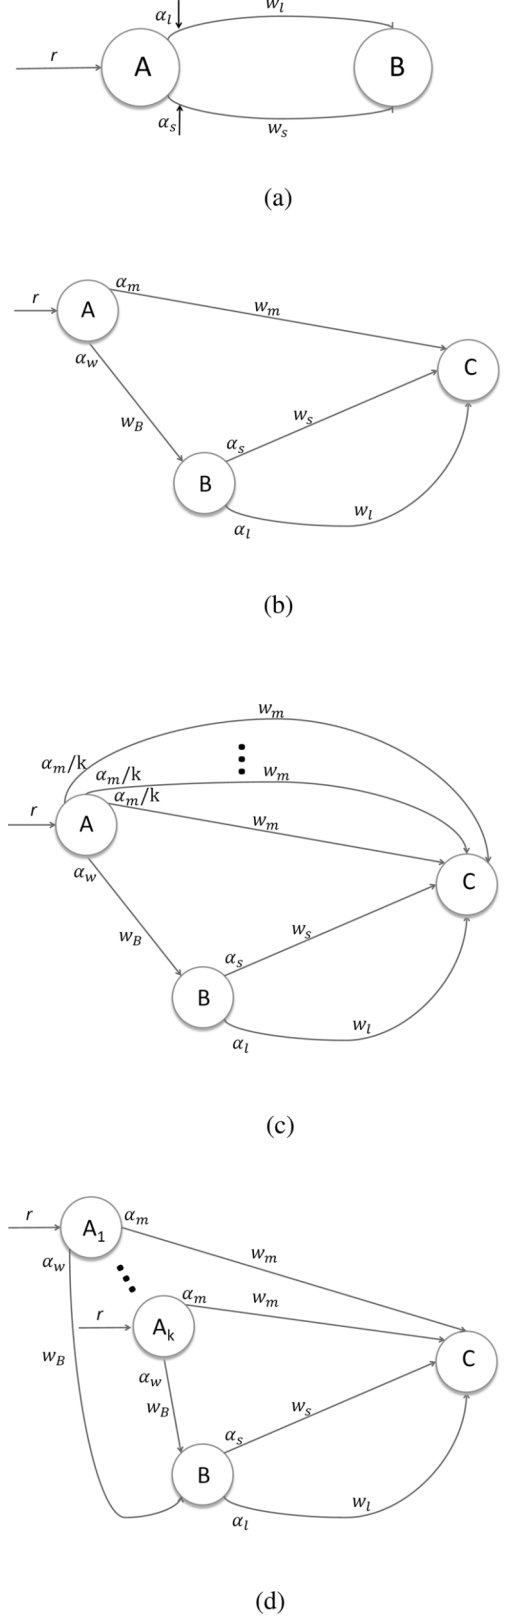 α_l w_l
r A B
α_s w_s
(a)
α_m
r A w_m
α_w C
w_B w_s
α_s
B
w_l
α_l
(b)
w_m
α_m/k
α_m/k w_m
α_m/k
r A w_m
α_w C
w_B w_s
α_s
B
w_l
α_l
(c)
r A₁ α_m
α_w w_m
α_m w_m
r A_k
w_B C
α_w
w_B w_s
α_s
B
w_l
α_l
(d)